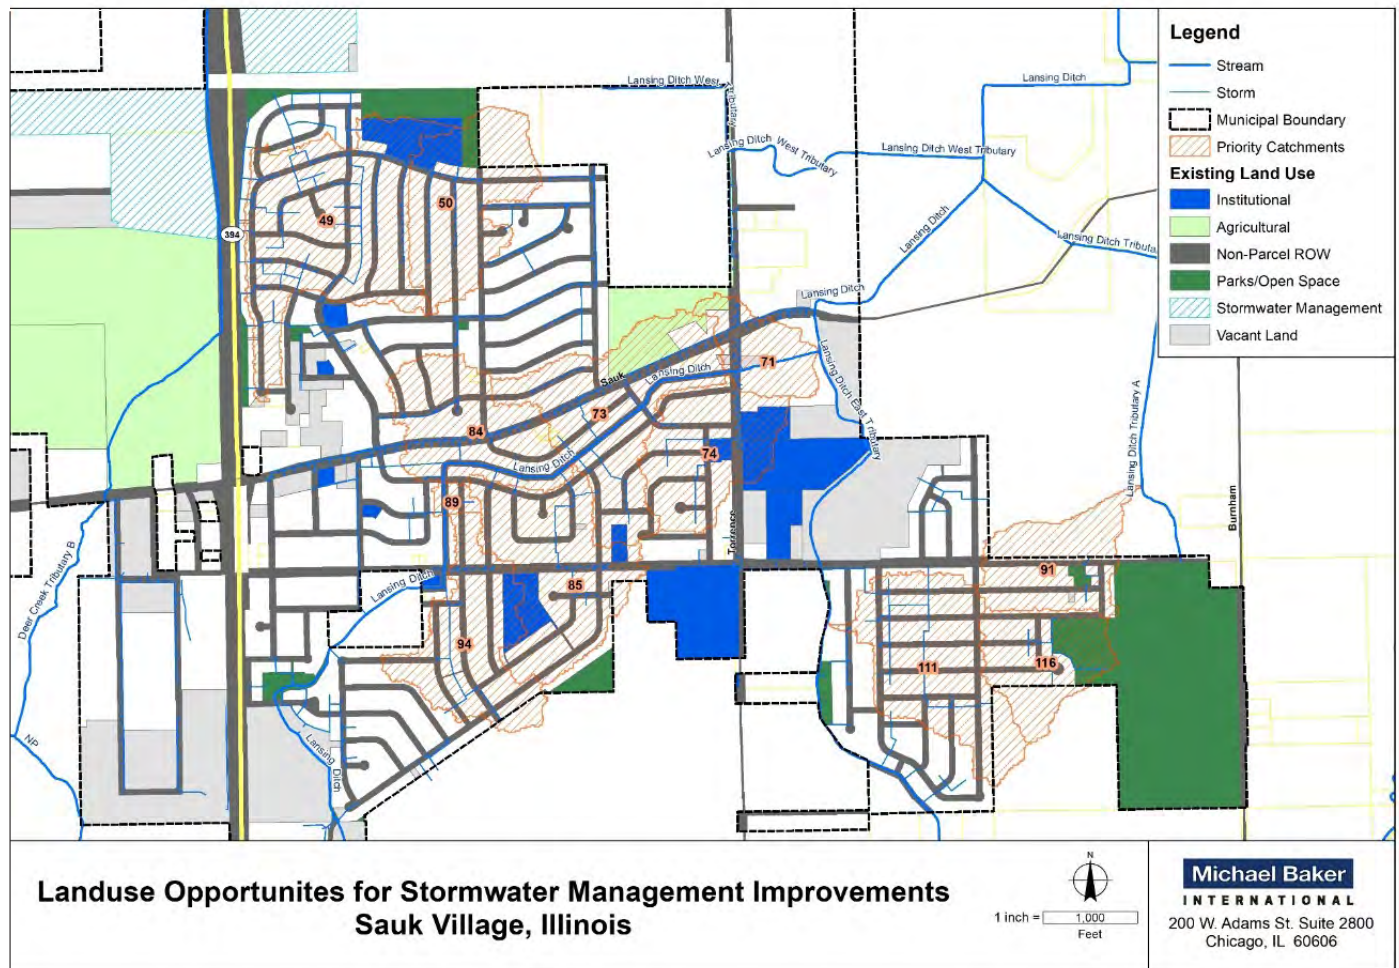 Lansing Ditch West
Tributary
Lansing Ditch
Lansing Ditch West Tributary
Lansing Ditch West Tributary
394
49
50
Lansing Ditch
Lansing Ditch Tributa
Lansing Ditch
71
Sauk
Lansing Ditch
Lansing Ditch East Tributary
73
84
Lansing Ditch
74
Lansing Ditch Tributary A
89
Torrence
Burnham
Deer Creek Tributary B
Lansing Ditch
85
91
94
111
116
NP
Lansing Ditch
Legend
Stream
Storm
Municipal Boundary
Priority Catchments
Existing Land Use
Institutional
Agricultural
Non-Parcel ROW
Parks/Open Space
Stormwater Management
Vacant Land
Landuse Opportunites for Stormwater Management Improvements
Sauk Village, Illinois
N
1 inch = 1,000
Feet
Michael Baker
INTERNATIONAL
200 W. Adams St. Suite 2800
Chicago, IL 60606